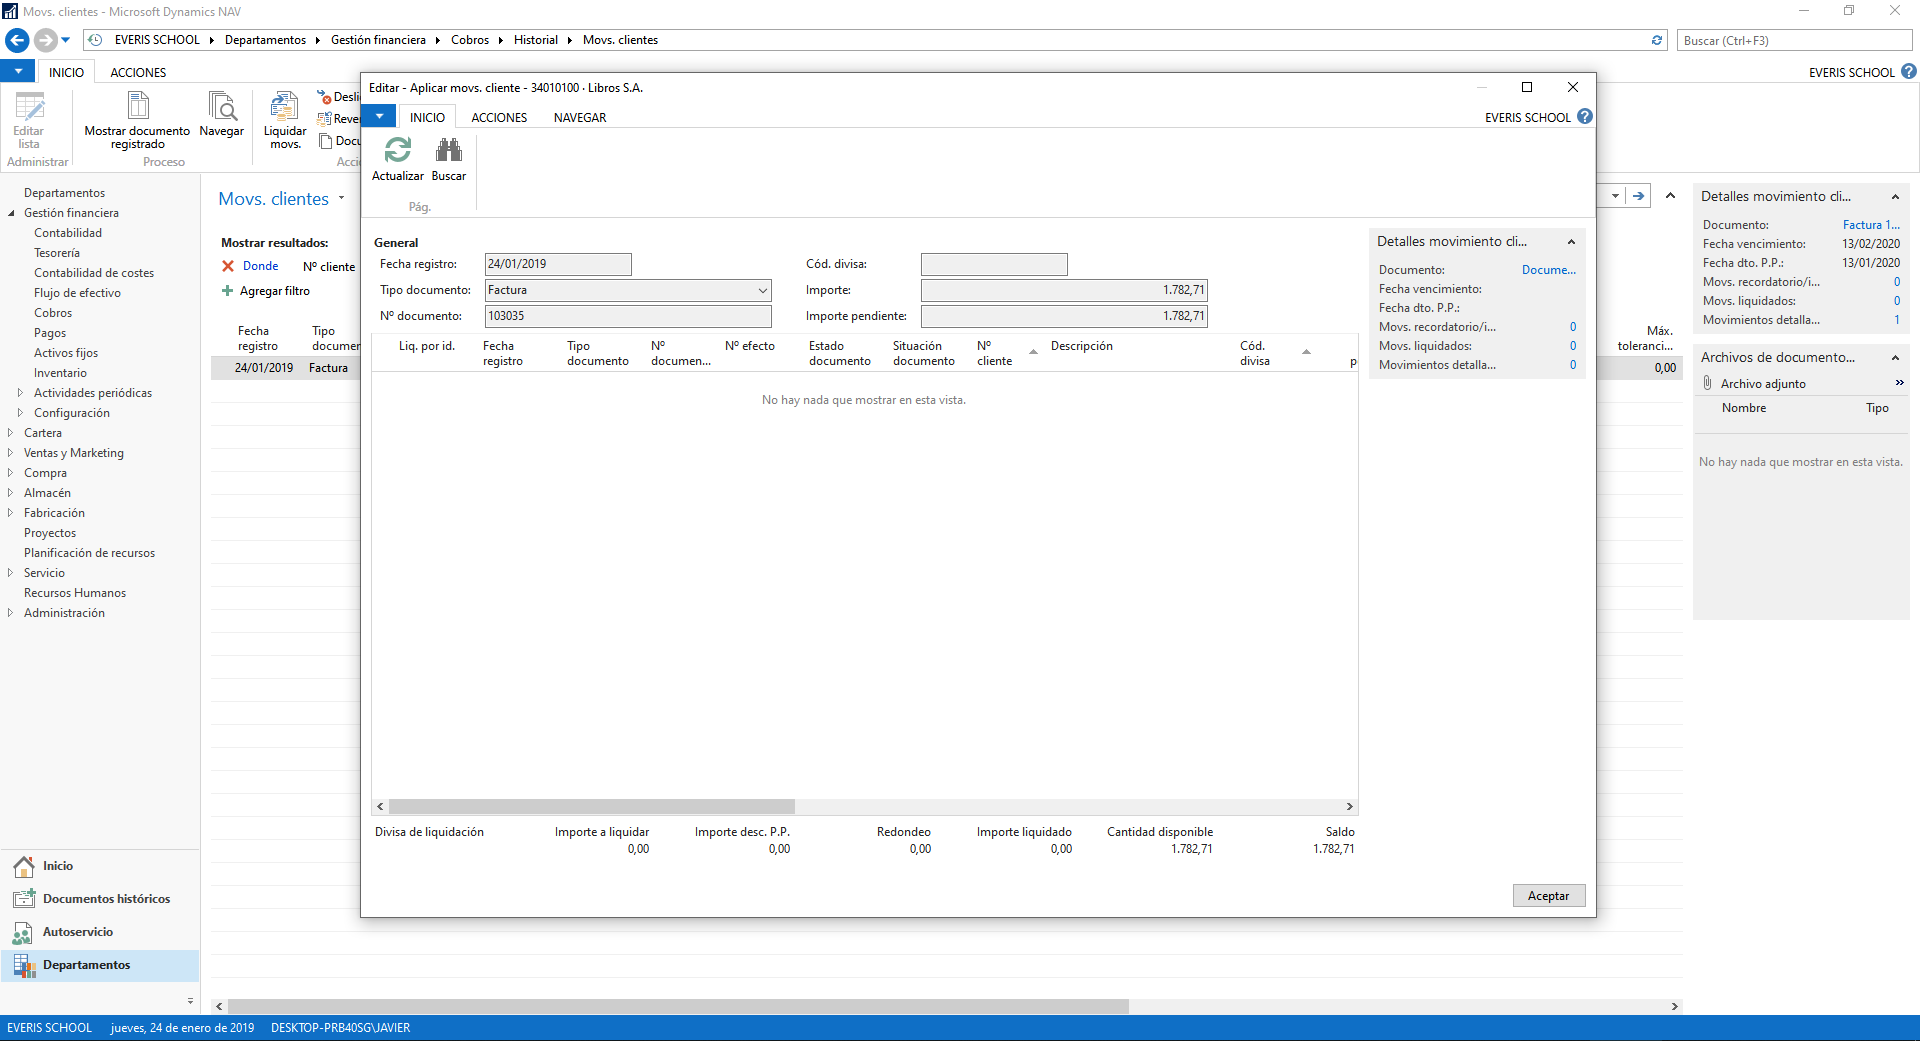 Movs. clientes - Microsoft Dynamics NAV
EVERIS SCHOOL
Departamentos
Gestión financiera
Cobros
Historial
Movs. clientes
Buscar (Ctrl+F3)
INICIO
ACCIONES
EVERIS SCHOOL
Editar lista
Administrar
Mostrar documento registrado
Navegar
Proceso
Liquidar movs.
Departamentos
Gestión financiera
Contabilidad
Tesorería
Contabilidad de costes
Flujo de efectivo
Cobros
Pagos
Activos fijos
Inventario
Actividades periódicas
Configuración
Cartera
Ventas y Marketing
Compra
Almacén
Fabricación
Proyectos
Planificación de recursos
Servicio
Recursos Humanos
Administración
Inicio
Documentos históricos
Autoservicio
Departamentos
Movs. clientes
Mostrar resultados:
Donde Nº cliente
Agregar filtro
Fecha registro
Tipo
24/01/2019 Factura
Editar - Aplicar movs. cliente - 34010100 · Libros S.A.
INICIO
ACCIONES
NAVEGAR
EVERIS SCHOOL
Actualizar
Buscar
Pág.
General
Fecha registro: 24/01/2019
Tipo documento: Factura
Nº documento: 103035
Cód. divisa:
Importe: 1.782,71
Importe pendiente: 1.782,71
Liq. por id.
Fecha registro
Tipo documento
Nº documen...
Nº efecto
Estado documento
Situación documento
Nº cliente
Descripción
Cód. divisa
p
No hay nada que mostrar en esta vista.
Divisa de liquidación
Importe a liquidar
0,00
Importe desc. P.P.
0,00
Redondeo
0,00
Importe liquidado
0,00
Cantidad disponible
1.782,71
Saldo
1.782,71
Detalles movimiento cli...
Documento: Docume...
Fecha vencimiento:
Fecha dto. P.P.:
Movs. recordatorio/i... 0
Movs. liquidados: 0
Movimientos detalla... 0
Aceptar
Máx. toleranci...
0,00
Detalles movimiento cli...
Documento: Factura 1...
Fecha vencimiento: 13/02/2020
Fecha dto. P.P.: 13/01/2020
Movs. recordatorio/i... 0
Movs. liquidados: 0
Movimientos detalla... 1
Archivos de documento...
Archivo adjunto »
Nombre Tipo
No hay nada que mostrar en esta vista.
EVERIS SCHOOL jueves, 24 de enero de 2019 DESKTOP-PRB40SG\JAVIER